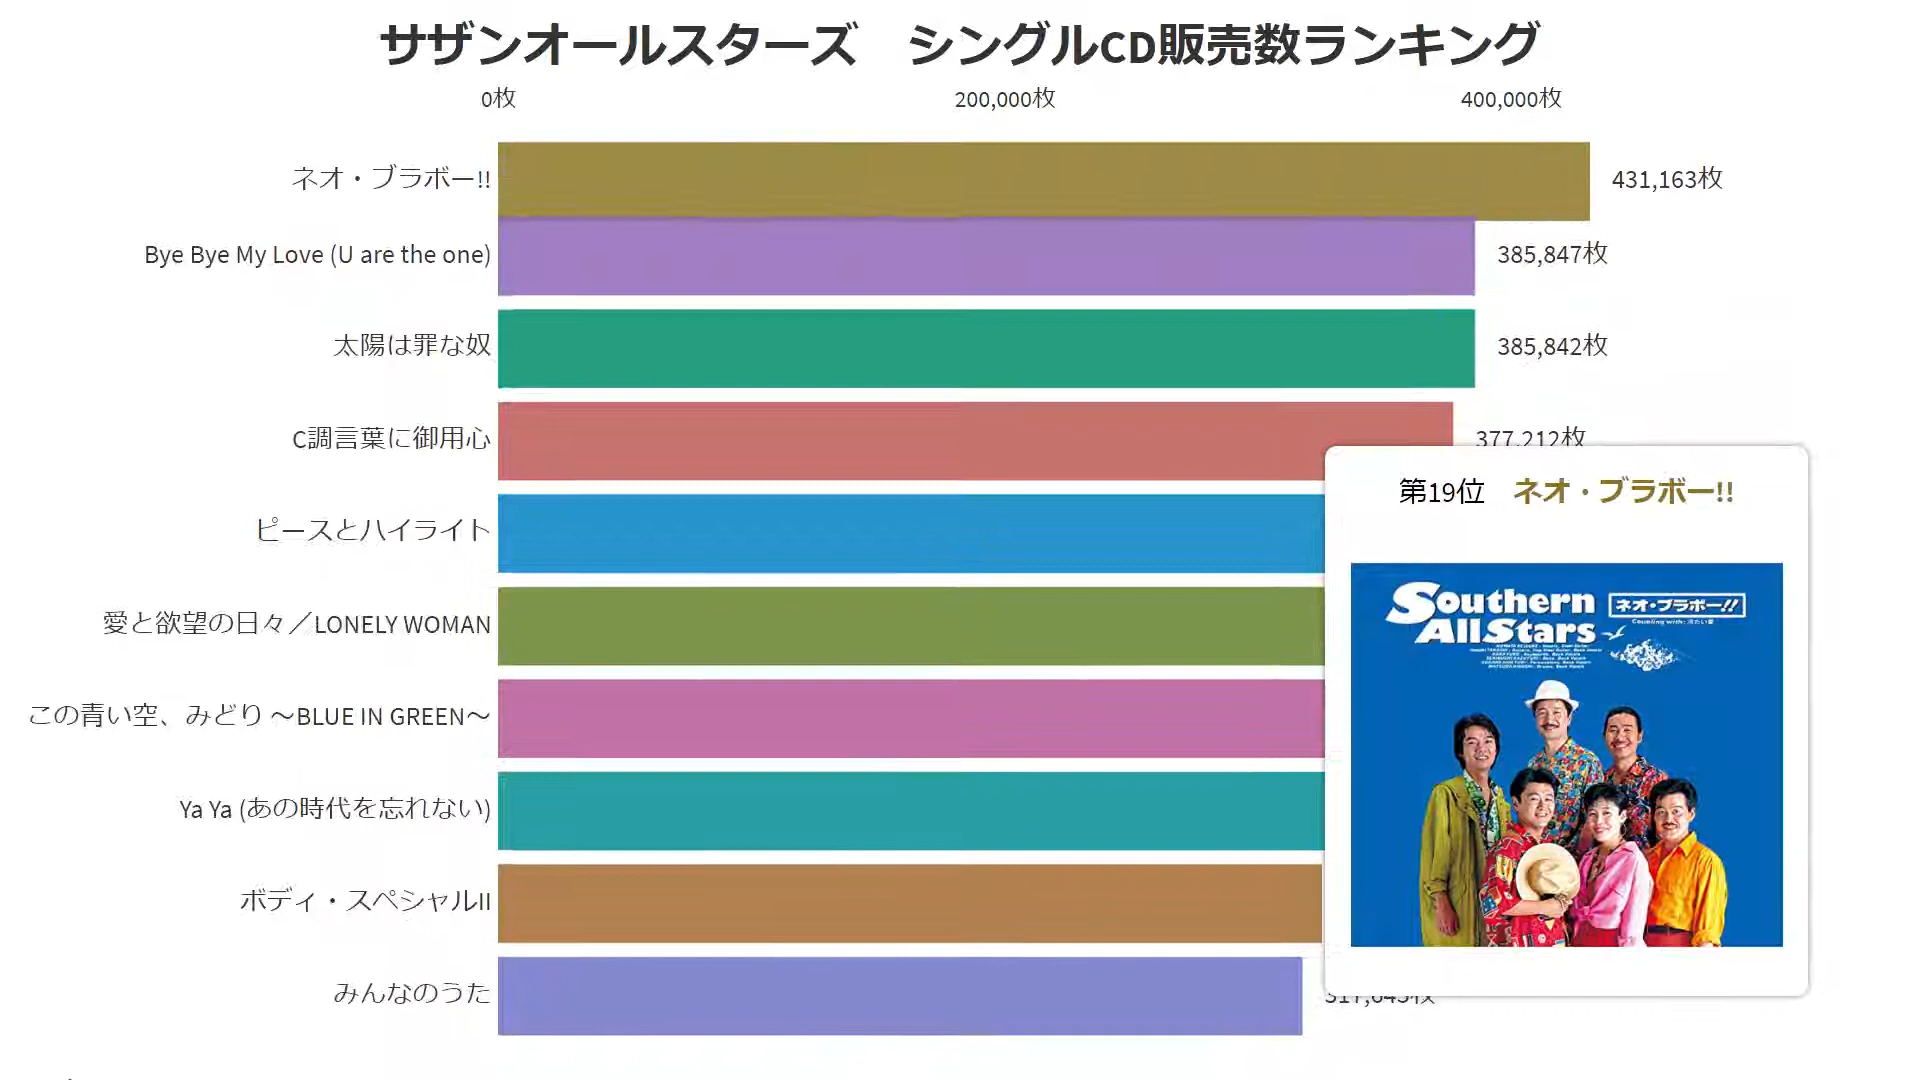 サザンオールスターズ　シングルCD販売数ランキング
0枚 200,000枚 400,000枚
ネオ・ブラボー!! 431,163枚
Bye Bye My Love (U are the one) 385,847枚
太陽は罪な奴 385,842枚
C調言葉に御用心 377,212枚
ピースとハイライト
愛と欲望の日々／LONELY WOMAN
この青い空、みどり ～BLUE IN GREEN～
Ya Ya (あの時代を忘れない)
ボディ・スペシャルII
みんなのうた
第19位　ネオ・ブラボー!!
Southern
All Stars
ネオ・ブラボー!!